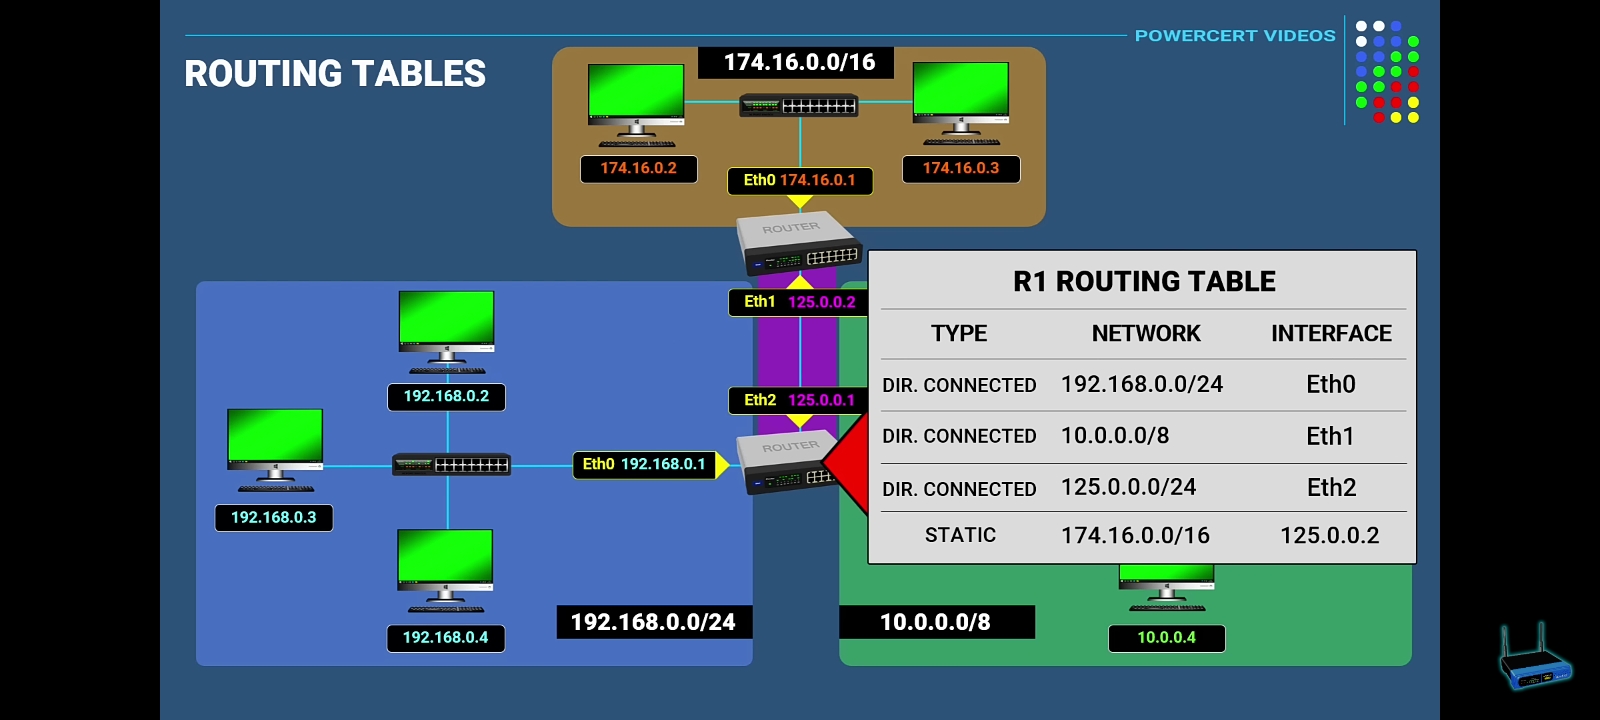 POWERCERT VIDEOS
ROUTING TABLES
174.16.0.0/16
174.16.0.2
174.16.0.3
Eth0 174.16.0.1
ROUTER
Eth1 125.0.0.2
Eth2 125.0.0.1
ROUTER
192.168.0.2
192.168.0.3
Eth0 192.168.0.1
192.168.0.4
192.168.0.0/24
10.0.0.0/8
10.0.0.4
R1 ROUTING TABLE
TYPE NETWORK INTERFACE
DIR. CONNECTED 192.168.0.0/24 Eth0
DIR. CONNECTED 10.0.0.0/8 Eth1
DIR. CONNECTED 125.0.0.0/24 Eth2
STATIC 174.16.0.0/16 125.0.0.2